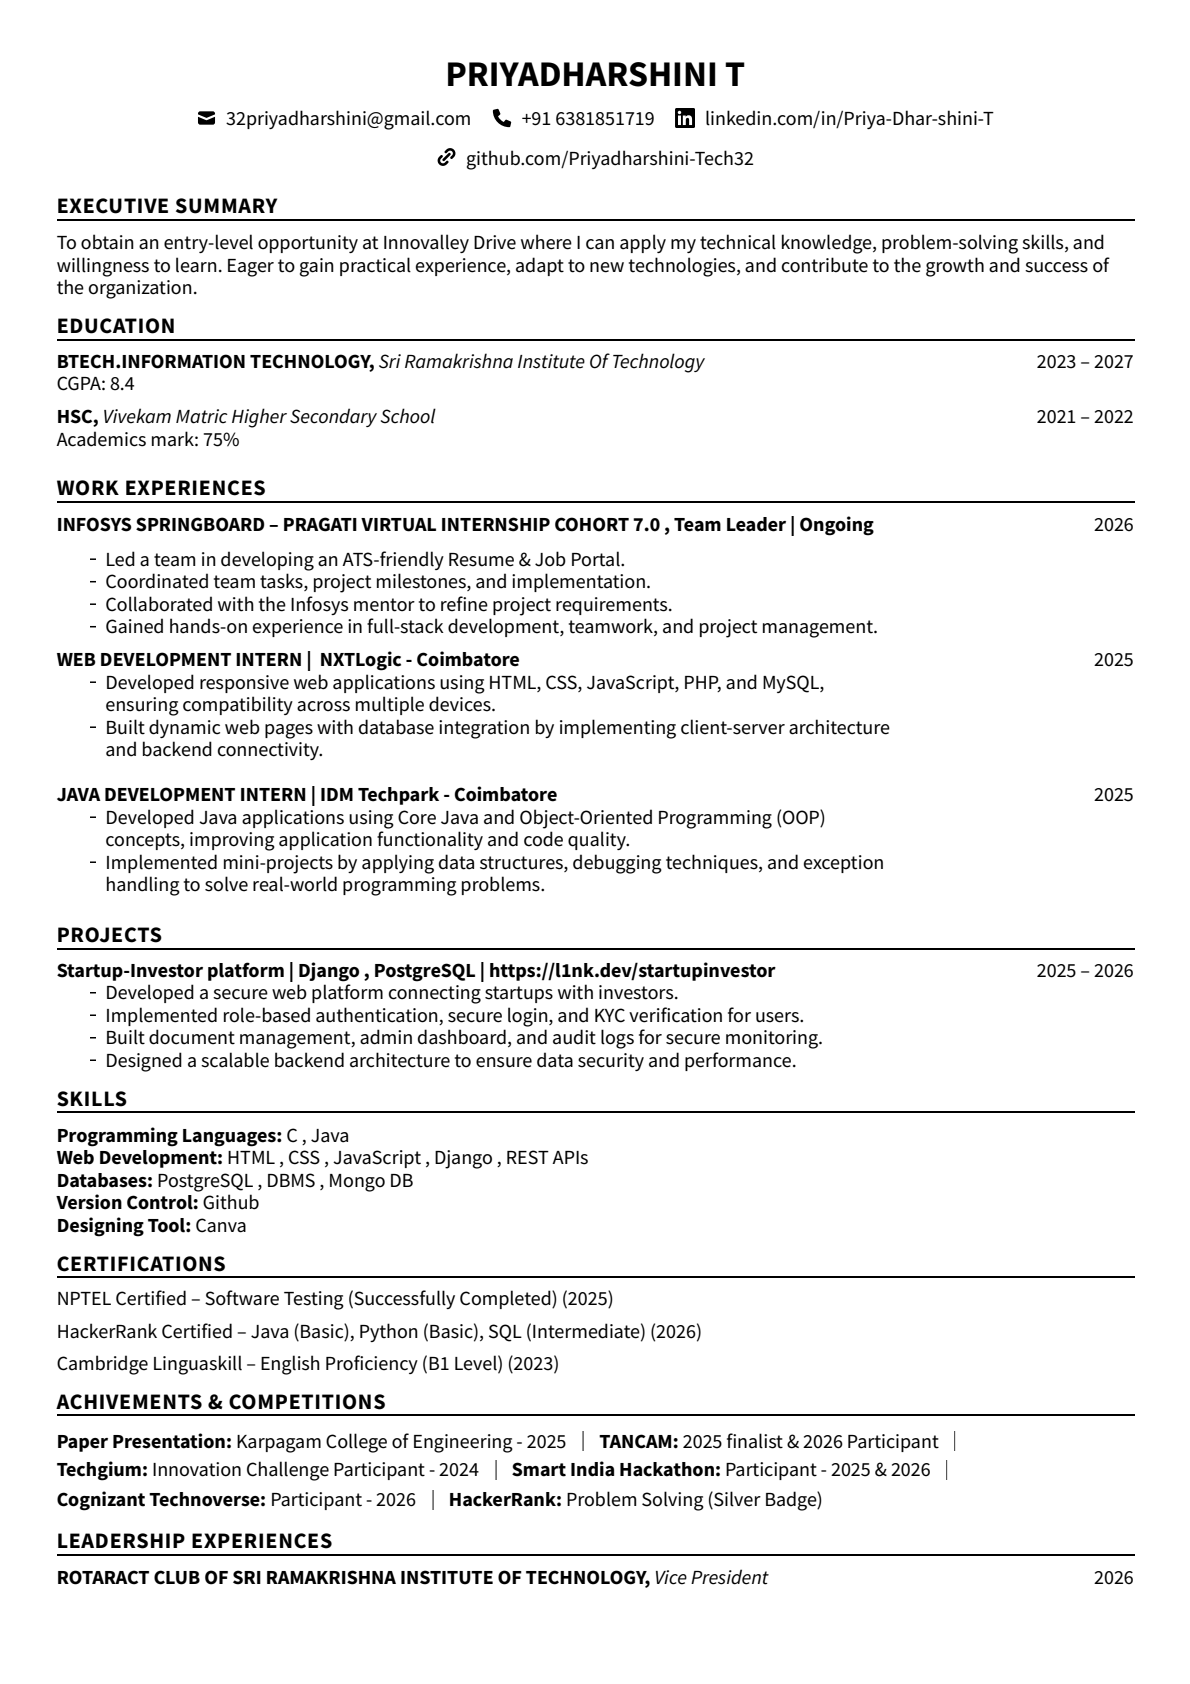 PRIYADHARSHINI T
32priyadharshini@gmail.com +91 6381851719 linkedin.com/in/Priya-Dhar-shini-T
github.com/Priyadharshini-Tech32
EXECUTIVE SUMMARY
To obtain an entry-level opportunity at Innovalley Drive where I can apply my technical knowledge, problem-solving skills, and
willingness to learn. Eager to gain practical experience, adapt to new technologies, and contribute to the growth and success of
the organization.
EDUCATION
BTECH.INFORMATION TECHNOLOGY, Sri Ramakrishna Institute Of Technology 2023 – 2027
CGPA: 8.4
HSC, Vivekam Matric Higher Secondary School 2021 – 2022
Academics mark: 75%
WORK EXPERIENCES
INFOSYS SPRINGBOARD – PRAGATI VIRTUAL INTERNSHIP COHORT 7.0 , Team Leader | Ongoing 2026
- Led a team in developing an ATS-friendly Resume & Job Portal.
- Coordinated team tasks, project milestones, and implementation.
- Collaborated with the Infosys mentor to refine project requirements.
- Gained hands-on experience in full-stack development, teamwork, and project management.
WEB DEVELOPMENT INTERN | NXTLogic - Coimbatore 2025
- Developed responsive web applications using HTML, CSS, JavaScript, PHP, and MySQL,
ensuring compatibility across multiple devices.
- Built dynamic web pages with database integration by implementing client-server architecture
and backend connectivity.
JAVA DEVELOPMENT INTERN | IDM Techpark - Coimbatore 2025
- Developed Java applications using Core Java and Object-Oriented Programming (OOP)
concepts, improving application functionality and code quality.
- Implemented mini-projects by applying data structures, debugging techniques, and exception
handling to solve real-world programming problems.
PROJECTS
Startup-Investor platform | Django , PostgreSQL | https://l1nk.dev/startupinvestor 2025 – 2026
- Developed a secure web platform connecting startups with investors.
- Implemented role-based authentication, secure login, and KYC verification for users.
- Built document management, admin dashboard, and audit logs for secure monitoring.
- Designed a scalable backend architecture to ensure data security and performance.
SKILLS
Programming Languages: C , Java
Web Development: HTML , CSS , JavaScript , Django , REST APIs
Databases: PostgreSQL , DBMS , Mongo DB
Version Control: Github
Designing Tool: Canva
CERTIFICATIONS
NPTEL Certified – Software Testing (Successfully Completed) (2025)
HackerRank Certified – Java (Basic), Python (Basic), SQL (Intermediate) (2026)
Cambridge Linguaskill – English Proficiency (B1 Level) (2023)
ACHIVEMENTS & COMPETITIONS
Paper Presentation: Karpagam College of Engineering - 2025 | TANCAM: 2025 finalist & 2026 Participant |
Techgium: Innovation Challenge Participant - 2024 | Smart India Hackathon: Participant - 2025 & 2026 |
Cognizant Technoverse: Participant - 2026 | HackerRank: Problem Solving (Silver Badge)
LEADERSHIP EXPERIENCES
ROTARACT CLUB OF SRI RAMAKRISHNA INSTITUTE OF TECHNOLOGY, Vice President 2026